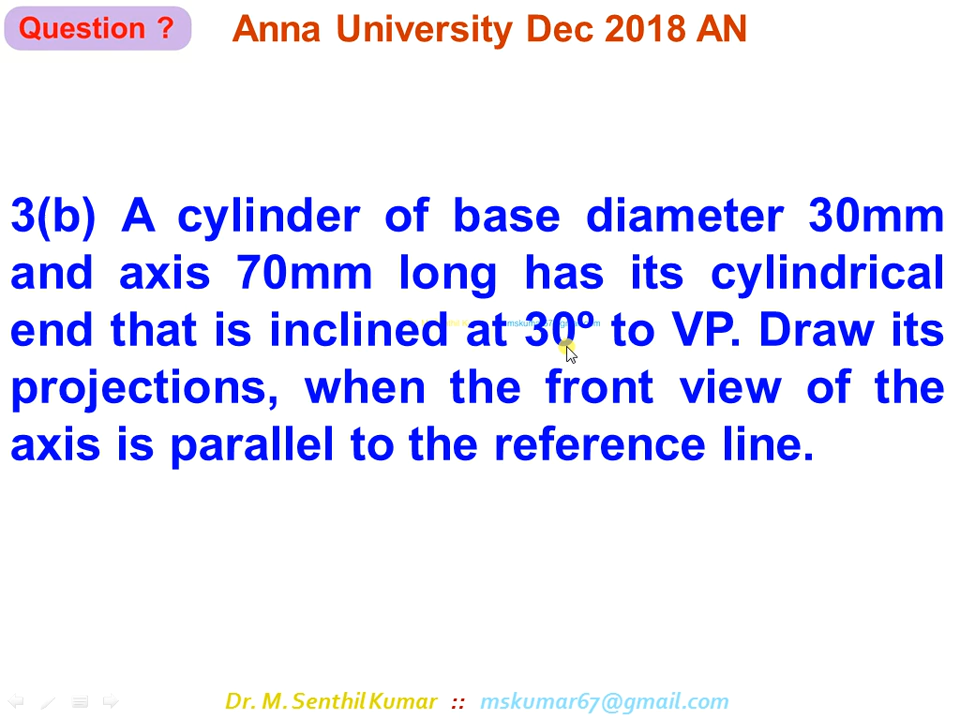 Question ?
Anna University Dec 2018 AN
3(b) A cylinder of base diameter 30mm
and axis 70mm long has its cylindrical
end that is inclined at 30º to VP. Draw its
projections, when the front view of the
axis is parallel to the reference line.
Dr. M. Senthil Kumar :: mskumar67@gmail.com